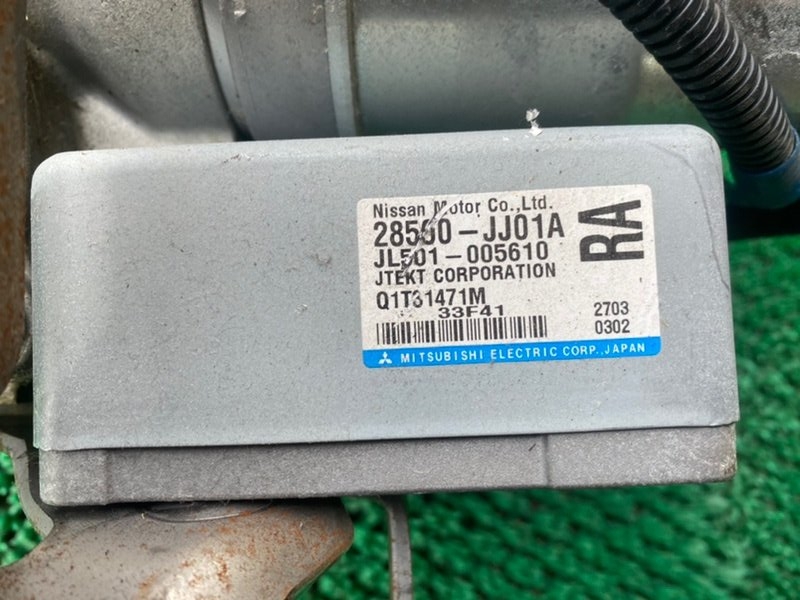 Nissan Motor Co.,Ltd.
28500-JJ01A
JL501-005610
JTEKT CORPORATION
Q1T31471M
33F41
RA
2703
0302
MITSUBISHI ELECTRIC CORP.,JAPAN